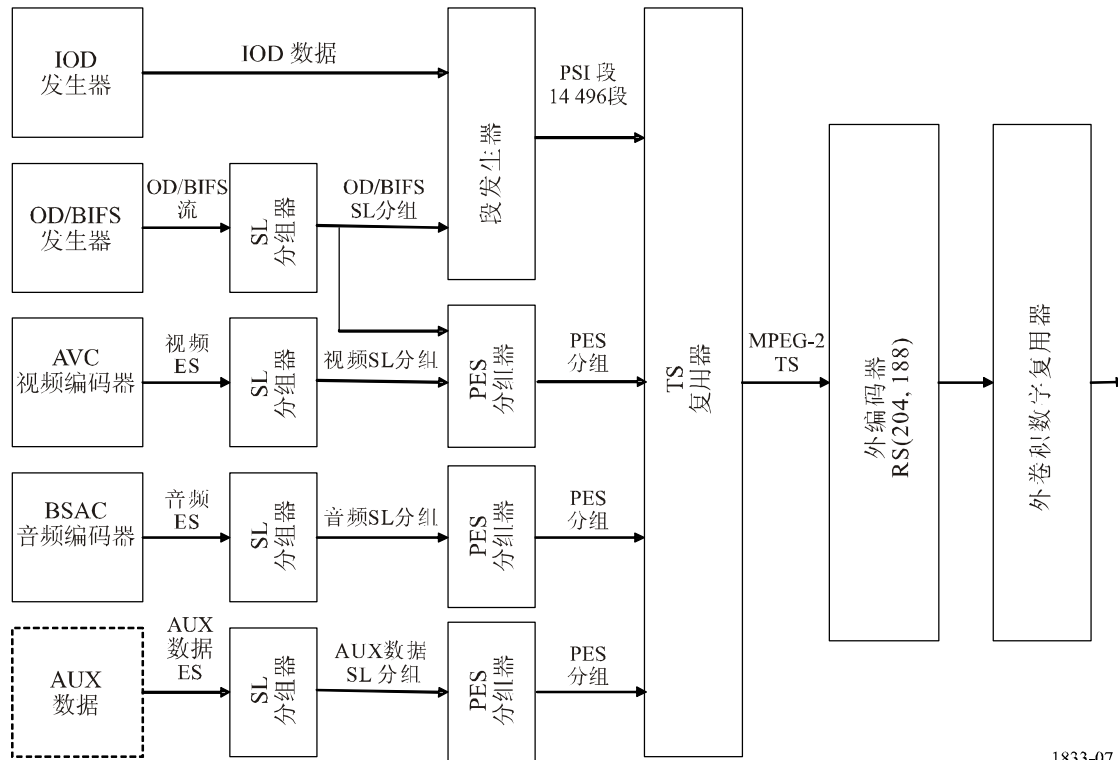 IOD
发生器
IOD 数据
PSI 段
14 496段
段发生器
OD/BIFS
发生器
OD/BIFS
流
SL
分组器
OD/BIFS
SL分组
AVC
视频编码器
视频
ES
SL
分组器
视频SL分组
PES
分组器
PES
分组
TS
复用器
MPEG-2
TS
外编码器
RS(204,188)
外卷积数字复用器
BSAC
音频编码器
音频
ES
SL
分组器
音频SL分组
PES
分组器
PES
分组
AUX
数据
AUX
数据
ES
SL
分组器
AUX数据
SL 分组
PES
分组器
PES
分组
1833-07